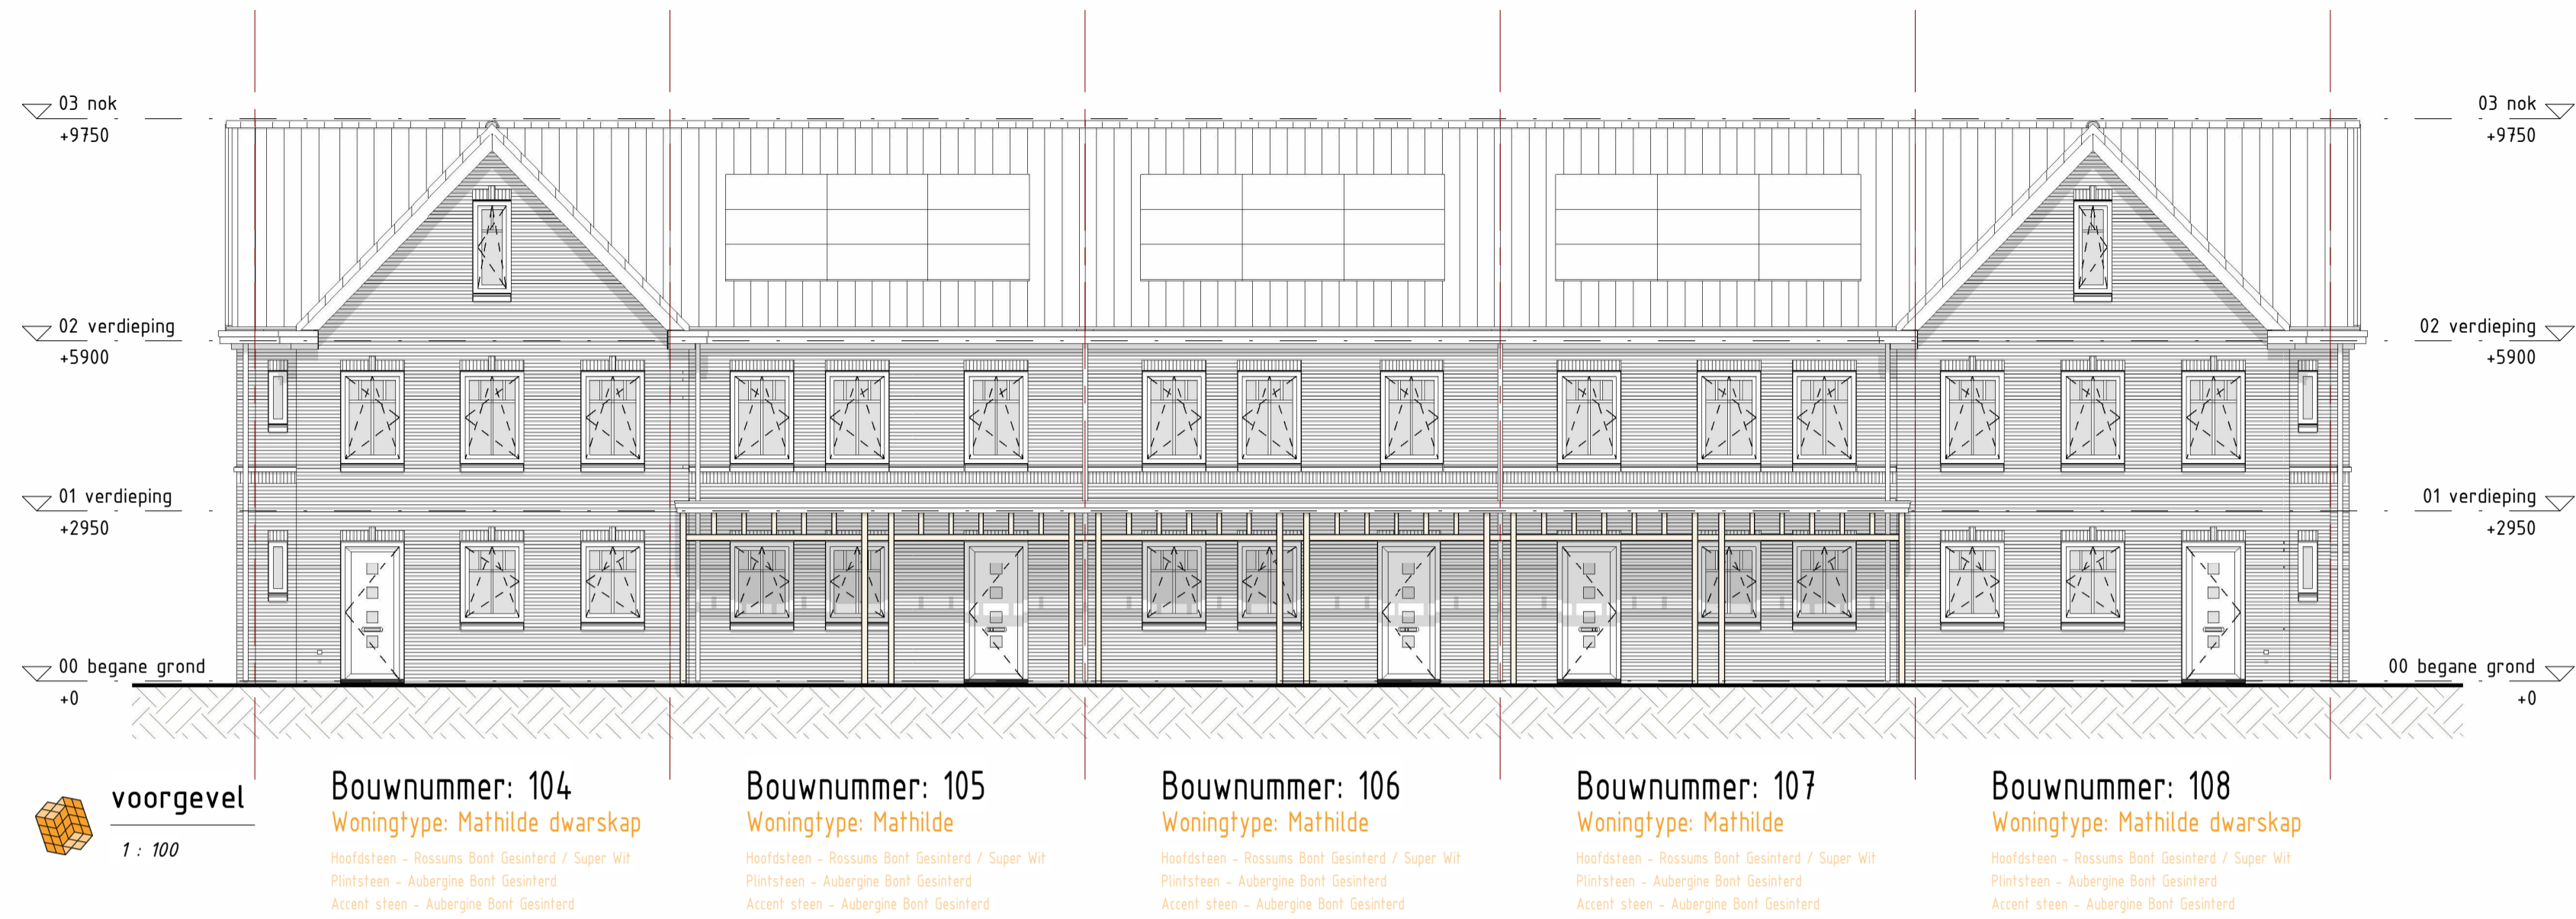 03 nok
+9750
03 nok
+9750
02 verdieping
+5900
02 verdieping
+5900
01 verdieping
+2950
01 verdieping
+2950
00 begane grond
+0
00 begane grond
+0
voorgevel
1 : 100
Bouwnummer: 104
Woningtype: Mathilde dwarskap
Hoofdsteen - Rossums Bont Gesinterd / Super Wit
Plintsteen - Aubergine Bont Gesinterd
Accent steen - Aubergine Bont Gesinterd
Bouwnummer: 105
Woningtype: Mathilde
Hoofdsteen - Rossums Bont Gesinterd / Super Wit
Plintsteen - Aubergine Bont Gesinterd
Accent steen - Aubergine Bont Gesinterd
Bouwnummer: 106
Woningtype: Mathilde
Hoofdsteen - Rossums Bont Gesinterd / Super Wit
Plintsteen - Aubergine Bont Gesinterd
Accent steen - Aubergine Bont Gesinterd
Bouwnummer: 107
Woningtype: Mathilde
Hoofdsteen - Rossums Bont Gesinterd / Super Wit
Plintsteen - Aubergine Bont Gesinterd
Accent steen - Aubergine Bont Gesinterd
Bouwnummer: 108
Woningtype: Mathilde dwarskap
Hoofdsteen - Rossums Bont Gesinterd / Super Wit
Plintsteen - Aubergine Bont Gesinterd
Accent steen - Aubergine Bont Gesinterd